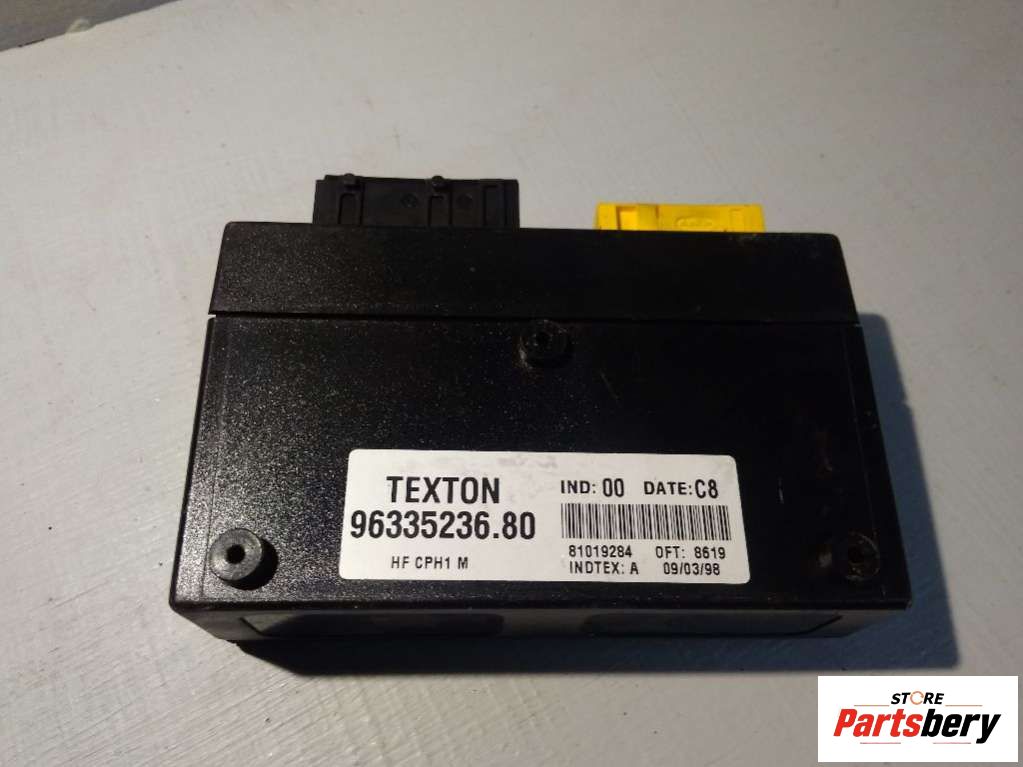 TEXTON
96335236.80
HF CPH1 M
IND: 00 DATE: C8
81019284 OFT: 8619
INDTEX: A 09/03/98
STORE
Partsbery